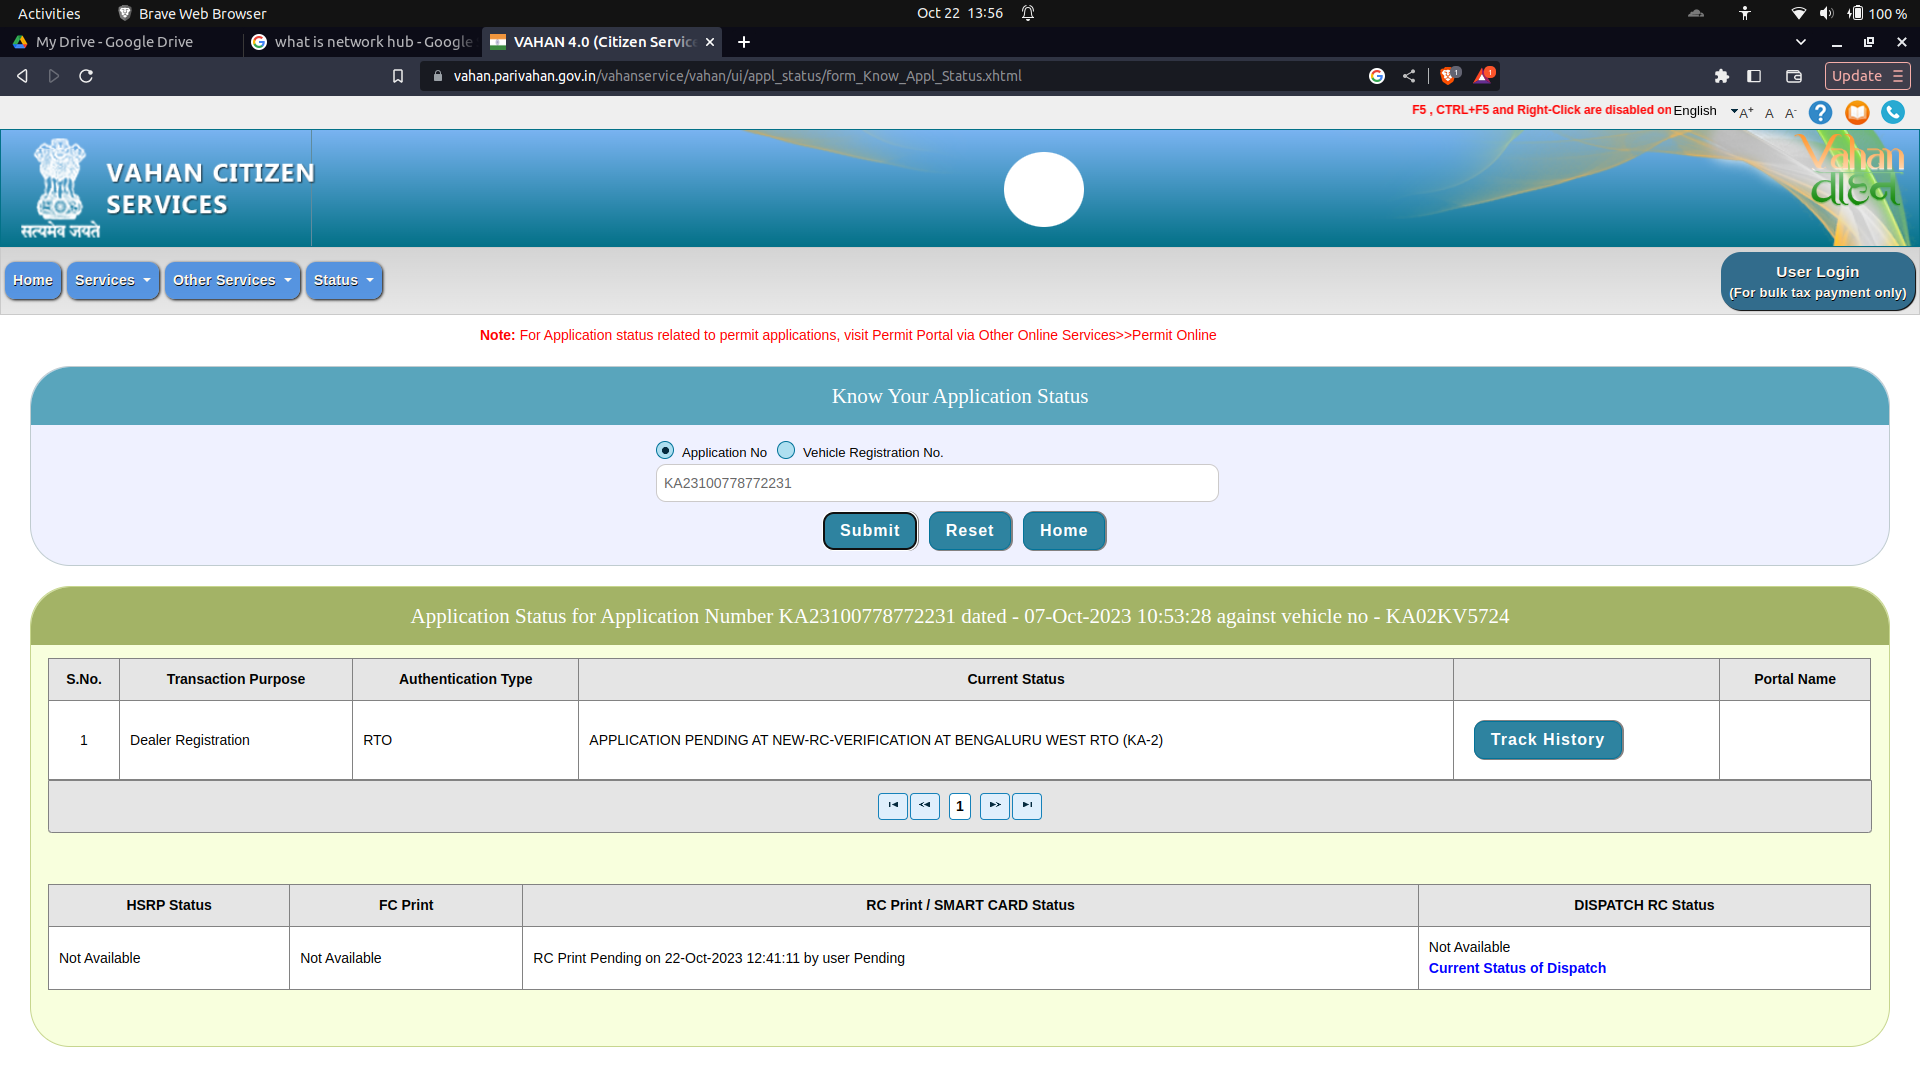 Activities Brave Web Browser Oct 22 13:56 100 %
My Drive - Google Drive what is network hub - Google VAHAN 4.0 (Citizen Servic
vahan.parivahan.gov.in/vahanservice/vahan/ui/appl_status/form_Know_Appl_Status.xhtml 1 1 Update
F5 , CTRL+F5 and Right-Click are disabled on English A+ A A-
VAHAN CITIZEN
SERVICES
सत्यमेव जयते
Vahan
वाहन
Home Services Other Services Status
User Login
(For bulk tax payment only)
Note: For Application status related to permit applications, visit Permit Portal via Other Online Services>>Permit Online
Know Your Application Status
Application No Vehicle Registration No.
KA23100778772231
Submit Reset Home
Application Status for Application Number KA23100778772231 dated - 07-Oct-2023 10:53:28 against vehicle no - KA02KV5724
S.No. Transaction Purpose Authentication Type Current Status Portal Name
1 Dealer Registration RTO APPLICATION PENDING AT NEW-RC-VERIFICATION AT BENGALURU WEST RTO (KA-2) Track History
1
HSRP Status FC Print RC Print / SMART CARD Status DISPATCH RC Status
Not Available Not Available RC Print Pending on 22-Oct-2023 12:41:11 by user Pending Not Available
Current Status of Dispatch